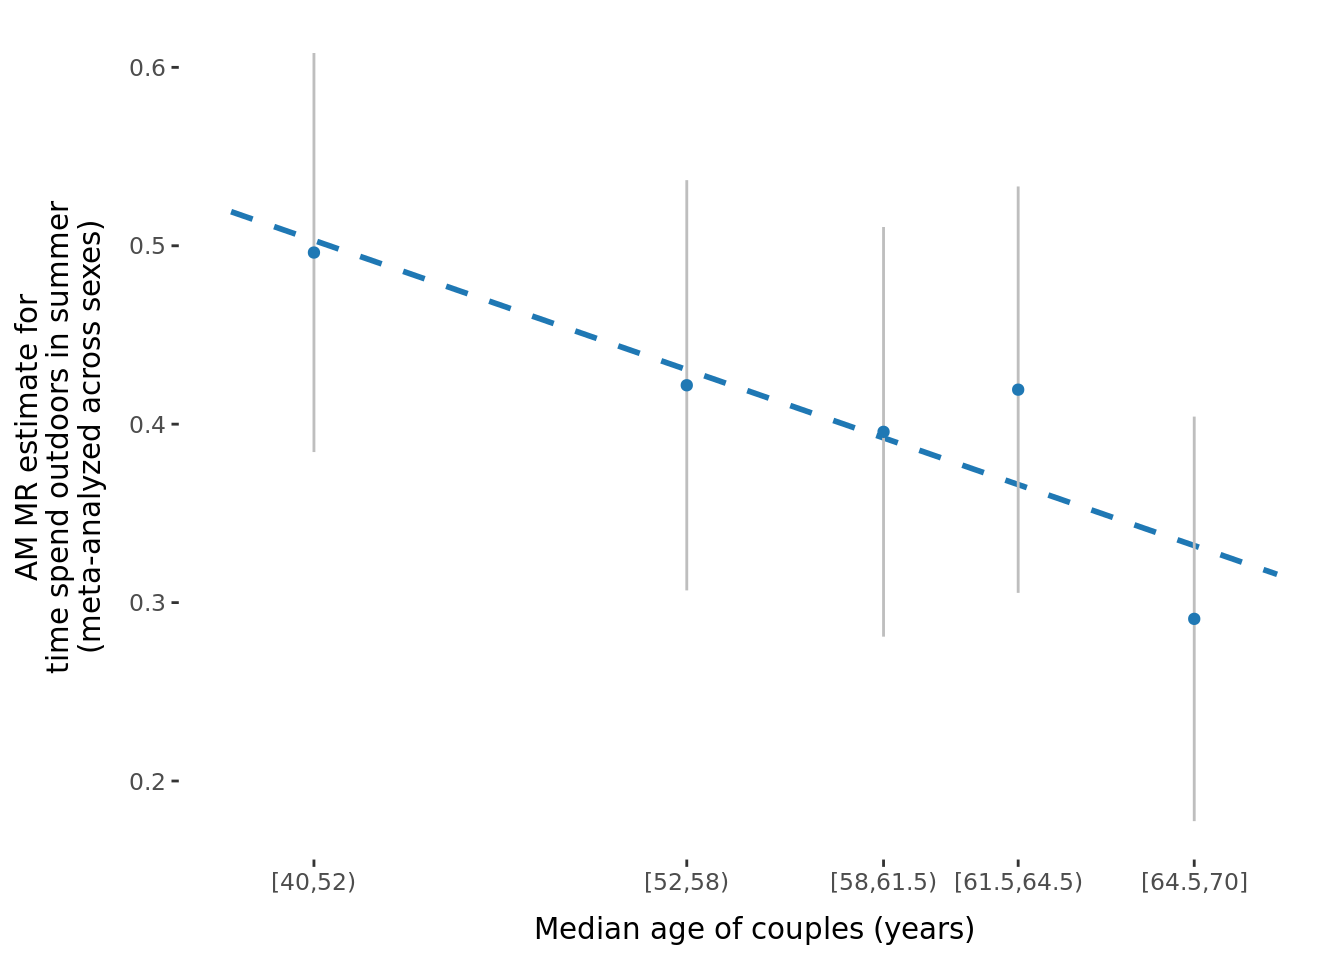 AM MR estimate for
time spend outdoors in summer
(meta-analyzed across sexes)
0.6
0.5
0.4
0.3
0.2
[40,52)
[52,58)
[58,61.5)
[61.5,64.5)
[64.5,70]
Median age of couples (years)